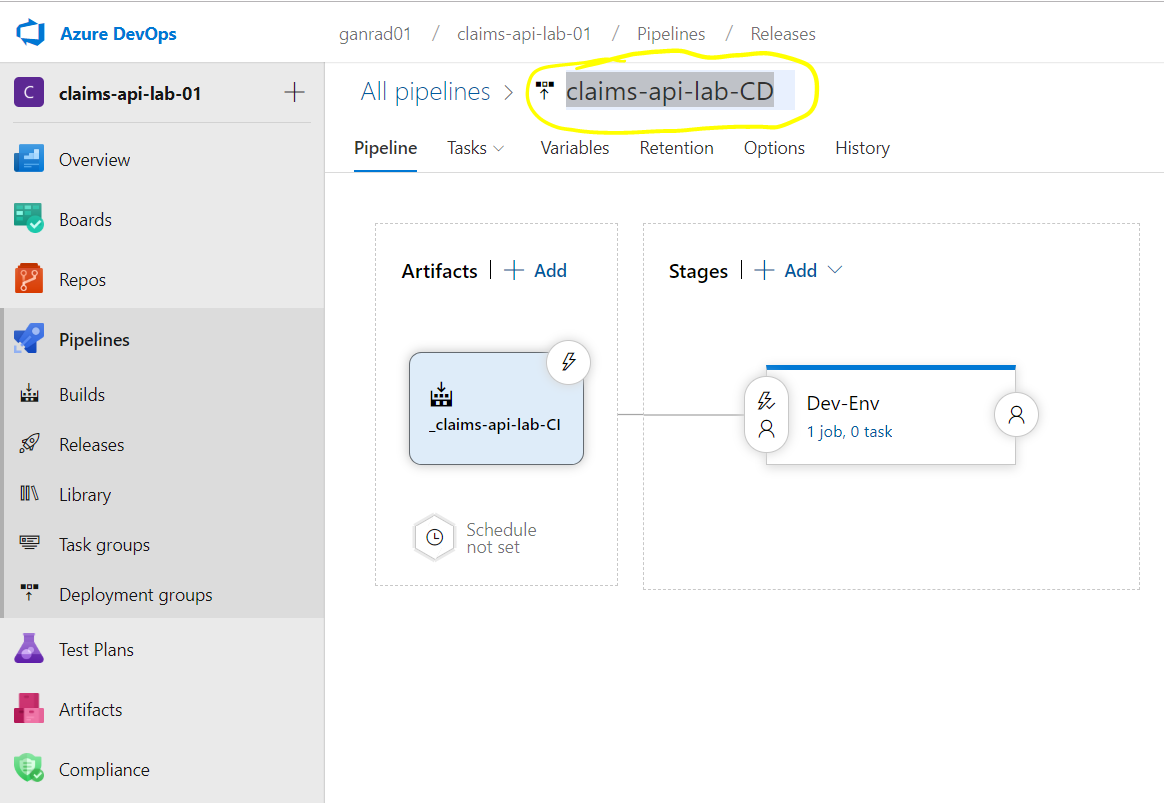 Azure DevOps
ganrad01 / claims-api-lab-01 / Pipelines / Releases
C claims-api-lab-01
Overview
Boards
Repos
Pipelines
Builds
Releases
Library
Task groups
Deployment groups
Test Plans
Artifacts
Compliance
All pipelines > claims-api-lab-CD
Pipeline Tasks Variables Retention Options History
Artifacts | + Add
_claims-api-lab-CI
Schedule
not set
Stages | + Add
Dev-Env
1 job, 0 task